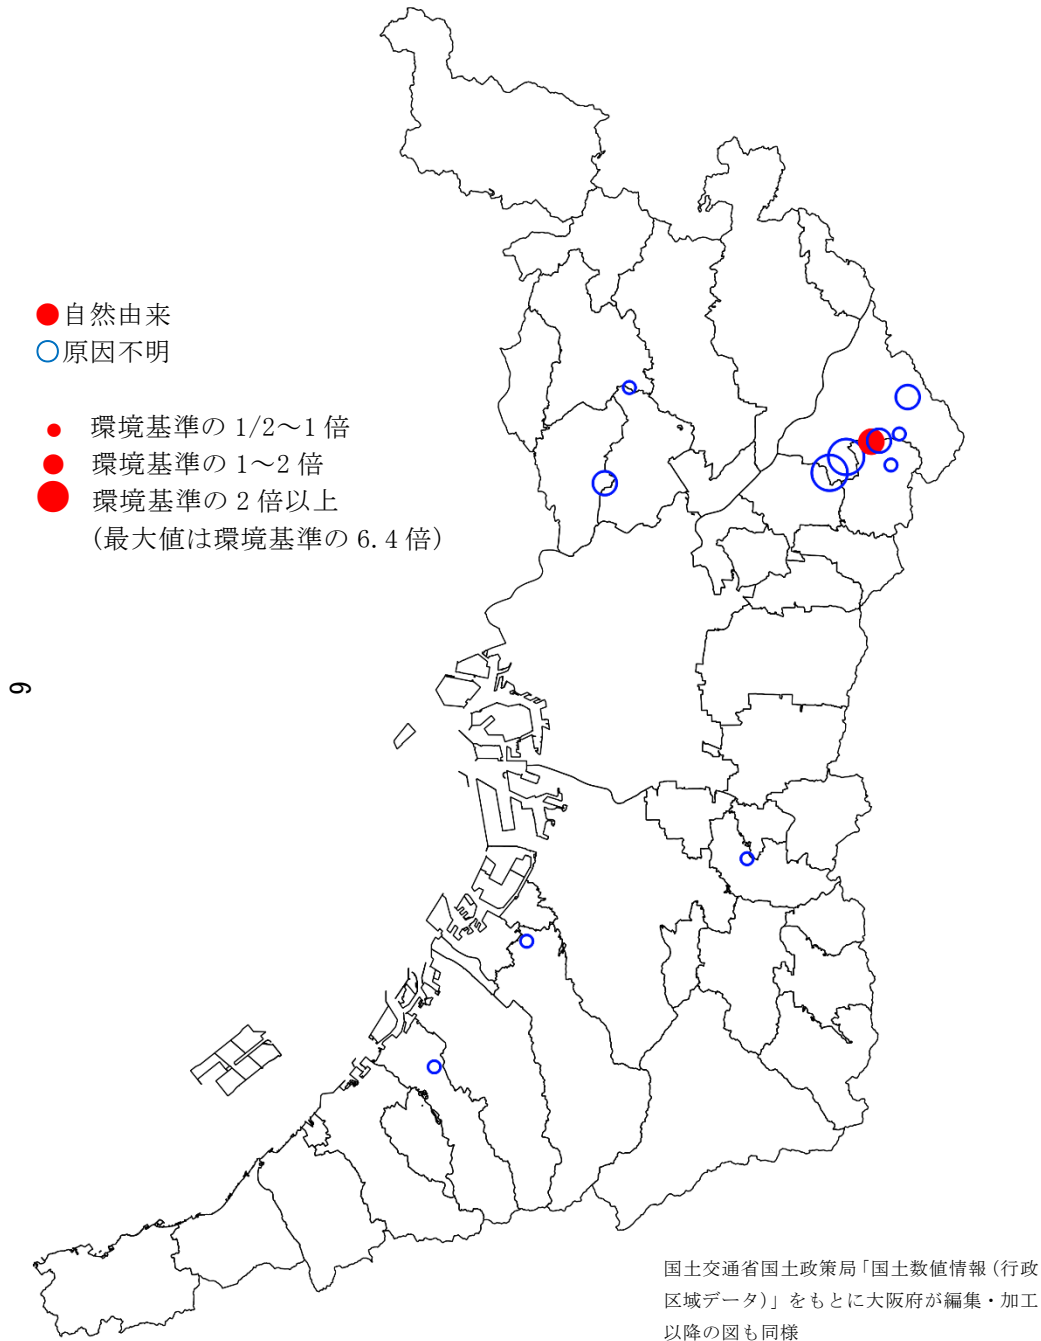 ●自然由来
○原因不明
環境基準の 1/2～1 倍
環境基準の 1～2 倍
環境基準の 2 倍以上
(最大値は環境基準の 6.4 倍)
9
国土交通省国土政策局「国土数値情報(行政
区域データ)」をもとに大阪府が編集・加工
以降の図も同様